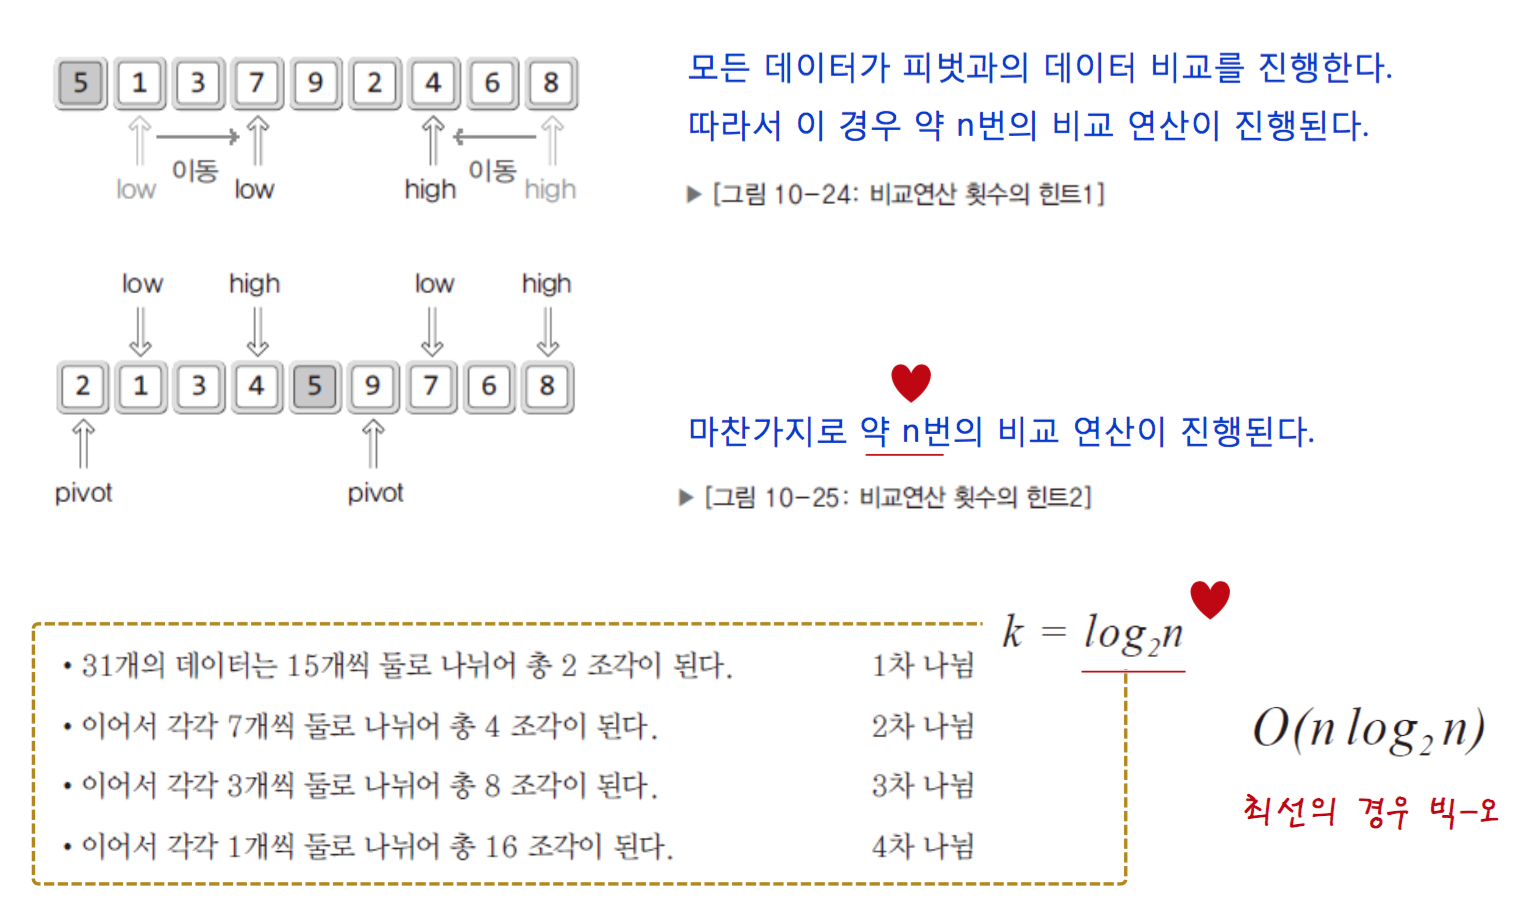 5 1 3 7 9 2 4 6 8
이동 이동
low low high high
모든 데이터가 피벗과의 데이터 비교를 진행한다.
따라서 이 경우 약 n번의 비교 연산이 진행된다.
▶ [그림 10-24: 비교연산 횟수의 힌트1]
low high low high
2 1 3 4 5 9 7 6 8
pivot pivot
마찬가지로 약 n번의 비교 연산이 진행된다.
▶ [그림 10-25: 비교연산 횟수의 힌트2]
k = log₂n
• 31개의 데이터는 15개씩 둘로 나뉘어 총 2 조각이 된다. 1차 나뉨
• 이어서 각각 7개씩 둘로 나뉘어 총 4 조각이 된다. 2차 나뉨
• 이어서 각각 3개씩 둘로 나뉘어 총 8 조각이 된다. 3차 나뉨
• 이어서 각각 1개씩 둘로 나뉘어 총 16 조각이 된다. 4차 나뉨
O(n log₂ n)
최선의 경우 빅-오